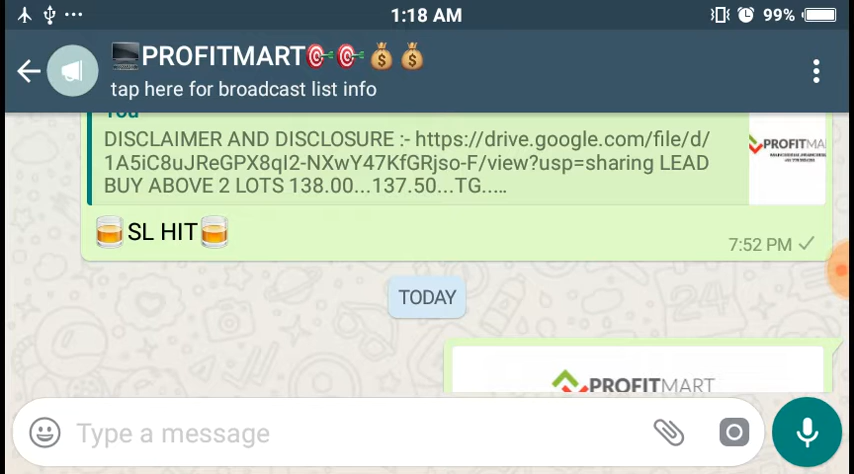 1:18 AM
99%
PROFITMART
tap here for broadcast list info
You
DISCLAIMER AND DISCLOSURE :- https://drive.google.com/file/d/
1A5iC8uJReGPX8ql2-NXwY47KfGRjso-F/view?usp=sharing LEAD
BUY ABOVE 2 LOTS 138.00...137.50...TG.....
PROFITMA
SL HIT
7:52 PM
TODAY
PROFITMART
Type a message